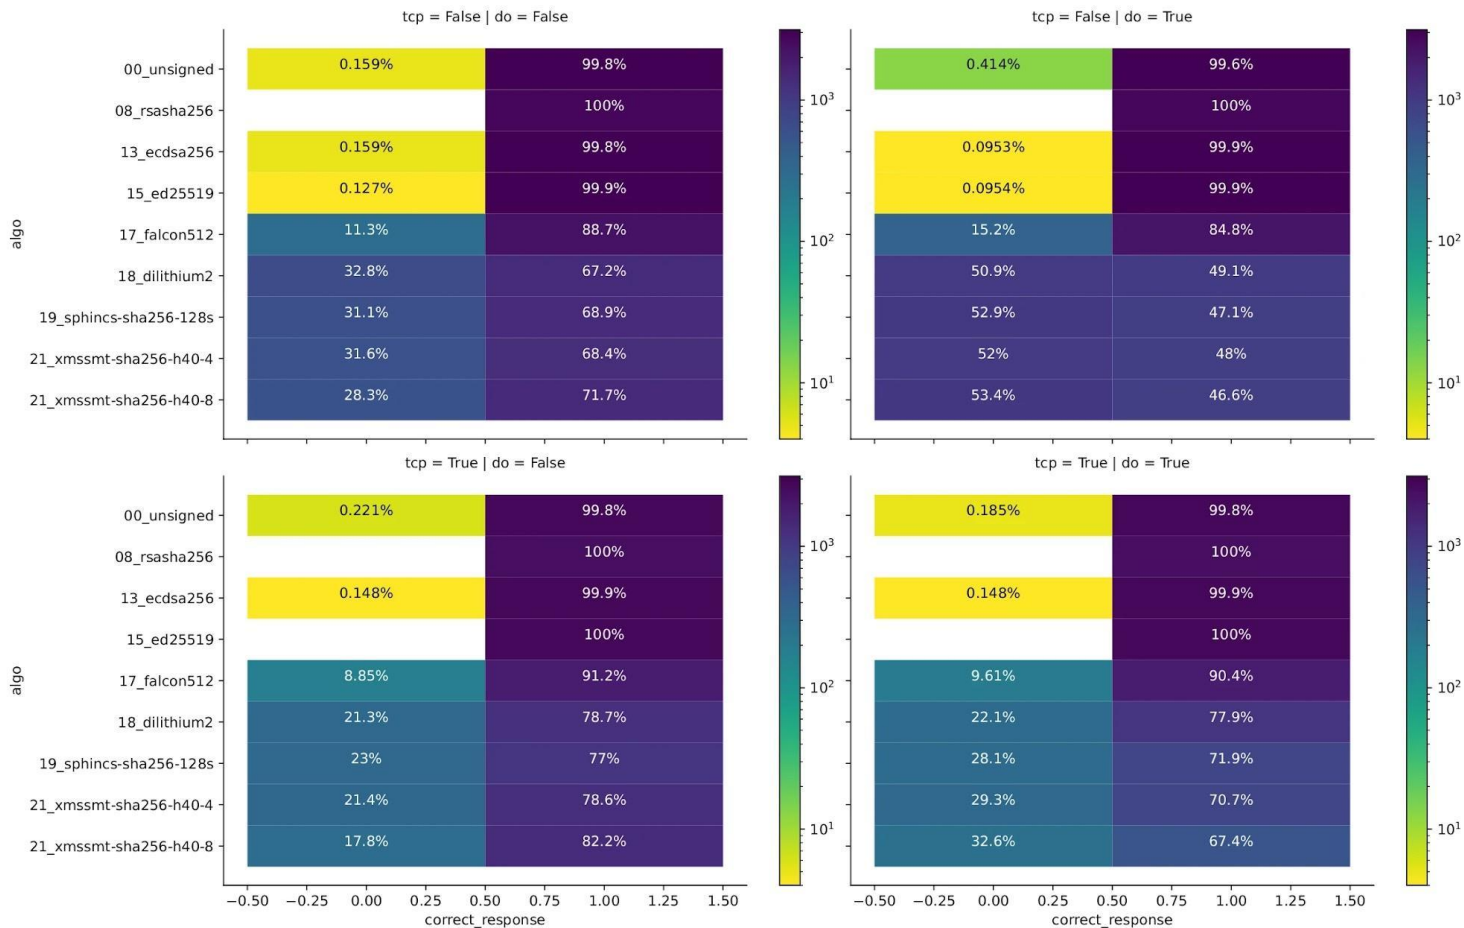 tcp = False | do = False
tcp = False | do = True
00_unsigned 0.159% 99.8% 0.414% 99.6%
10³ 10³
08_rsasha256 100% 100%
13_ecdsa256 0.159% 99.8% 0.0953% 99.9%
15_ed25519 0.127% 99.9% 0.0954% 99.9%
algo
17_falcon512 11.3% 88.7% 15.2% 84.8%
10² 10²
18_dilithium2 32.8% 67.2% 50.9% 49.1%
19_sphincs-sha256-128s 31.1% 68.9% 52.9% 47.1%
21_xmssmt-sha256-h40-4 31.6% 68.4% 52% 48%
10¹ 10¹
21_xmssmt-sha256-h40-8 28.3% 71.7% 53.4% 46.6%
tcp = True | do = False
tcp = True | do = True
00_unsigned 0.221% 99.8% 0.185% 99.8%
10³ 10³
08_rsasha256 100% 100%
13_ecdsa256 0.148% 99.9% 0.148% 99.9%
15_ed25519 100% 100%
algo
17_falcon512 8.85% 91.2% 9.61% 90.4%
10² 10²
18_dilithium2 21.3% 78.7% 22.1% 77.9%
19_sphincs-sha256-128s 23% 77% 28.1% 71.9%
21_xmssmt-sha256-h40-4 21.4% 78.6% 29.3% 70.7%
10¹ 10¹
21_xmssmt-sha256-h40-8 17.8% 82.2% 32.6% 67.4%
−0.50 −0.25 0.00 0.25 0.50 0.75 1.00 1.25 1.50
correct_response
−0.50 −0.25 0.00 0.25 0.50 0.75 1.00 1.25 1.50
correct_response